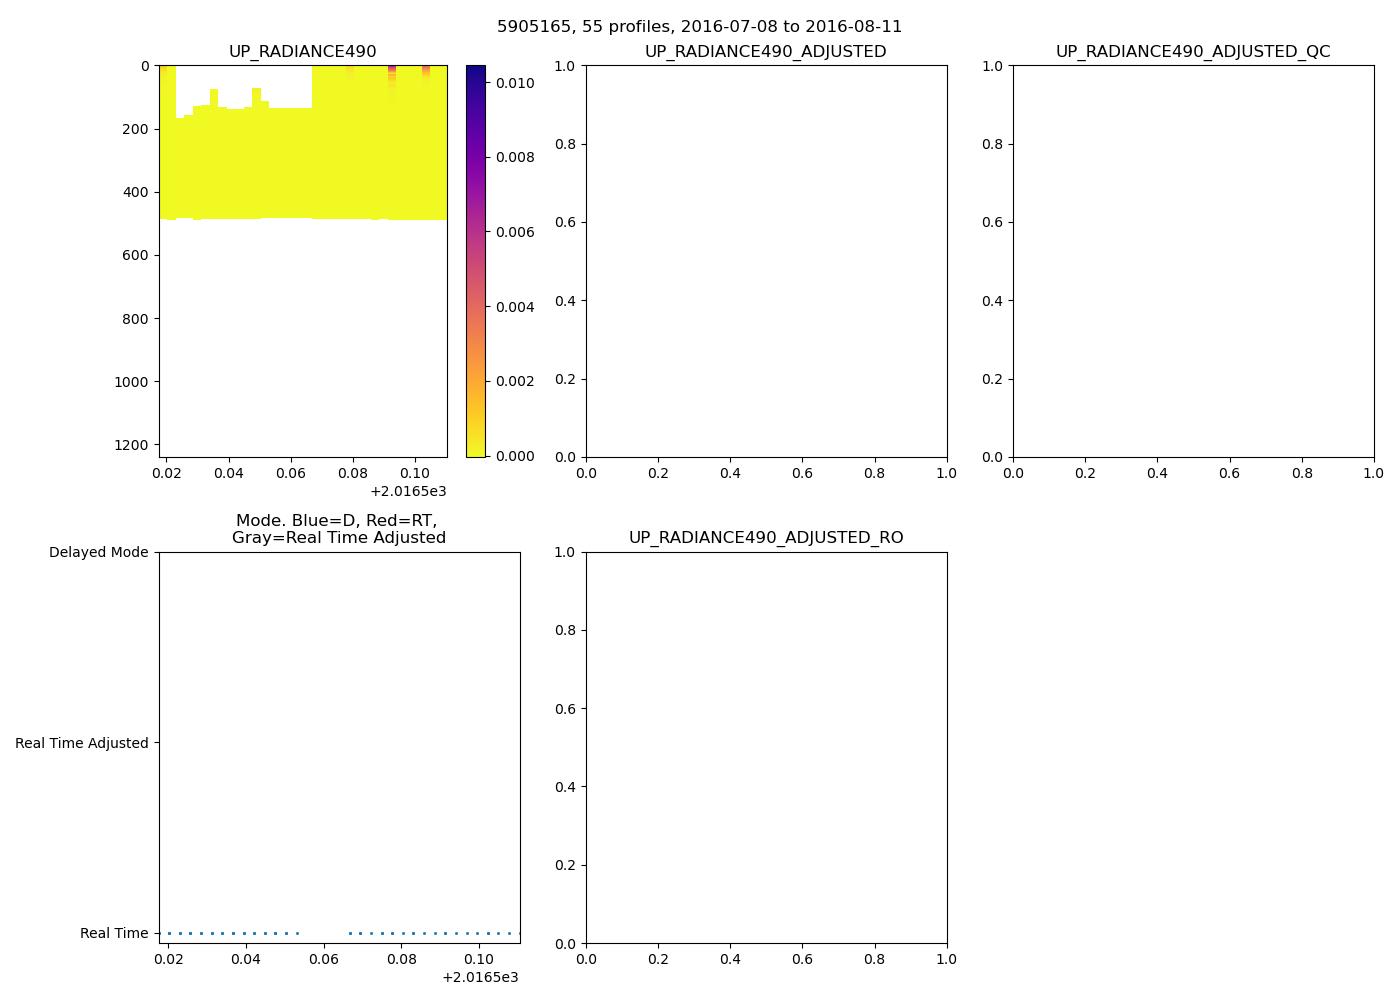 5905165, 55 profiles, 2016-07-08 to 2016-08-11
UP_RADIANCE490
0
200
400
600
800
1000
1200
0.02 0.04 0.06 0.08 0.10
+2.0165e3
0.010
0.008
0.006
0.004
0.002
0.000
UP_RADIANCE490_ADJUSTED
1.0
0.8
0.6
0.4
0.2
0.0
0.0 0.2 0.4 0.6 0.8 1.0
UP_RADIANCE490_ADJUSTED_QC
1.0
0.8
0.6
0.4
0.2
0.0
0.0 0.2 0.4 0.6 0.8 1.0
Mode. Blue=D, Red=RT,
Gray=Real Time Adjusted
Delayed Mode
Real Time Adjusted
Real Time
0.02 0.04 0.06 0.08 0.10
+2.0165e3
UP_RADIANCE490_ADJUSTED_RO
1.0
0.8
0.6
0.4
0.2
0.0
0.0 0.2 0.4 0.6 0.8 1.0